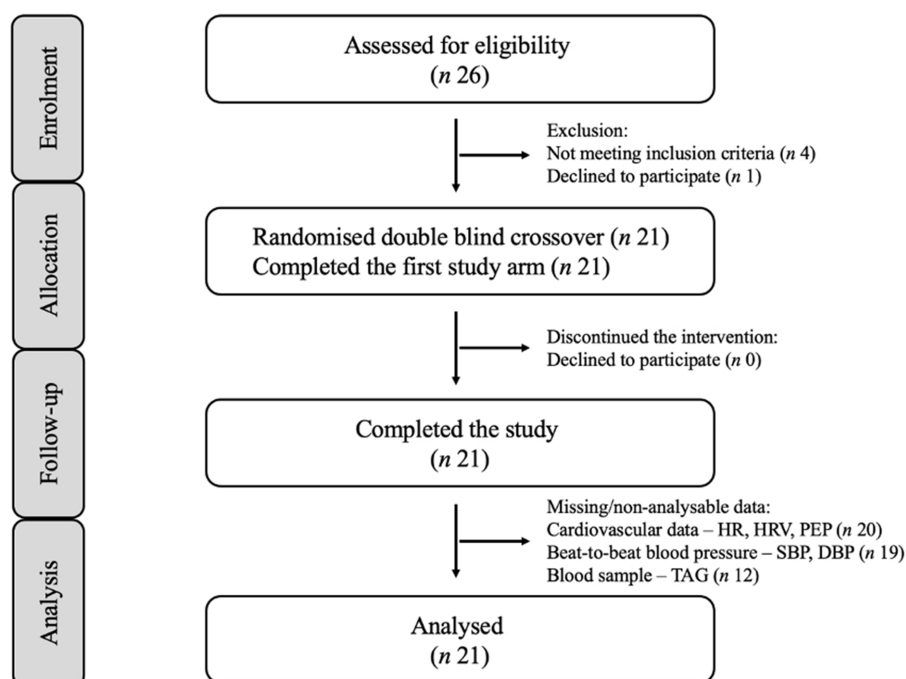 Enrolment
Assessed for eligibility
(n 26)
Exclusion:
Not meeting inclusion criteria (n 4)
Declined to participate (n 1)
Allocation
Randomised double blind crossover (n 21)
Completed the first study arm (n 21)
Discontinued the intervention:
Declined to participate (n 0)
Follow-up
Completed the study
(n 21)
Missing/non-analysable data:
Cardiovascular data – HR, HRV, PEP (n 20)
Beat-to-beat blood pressure – SBP, DBP (n 19)
Blood sample – TAG (n 12)
Analysis
Analysed
(n 21)